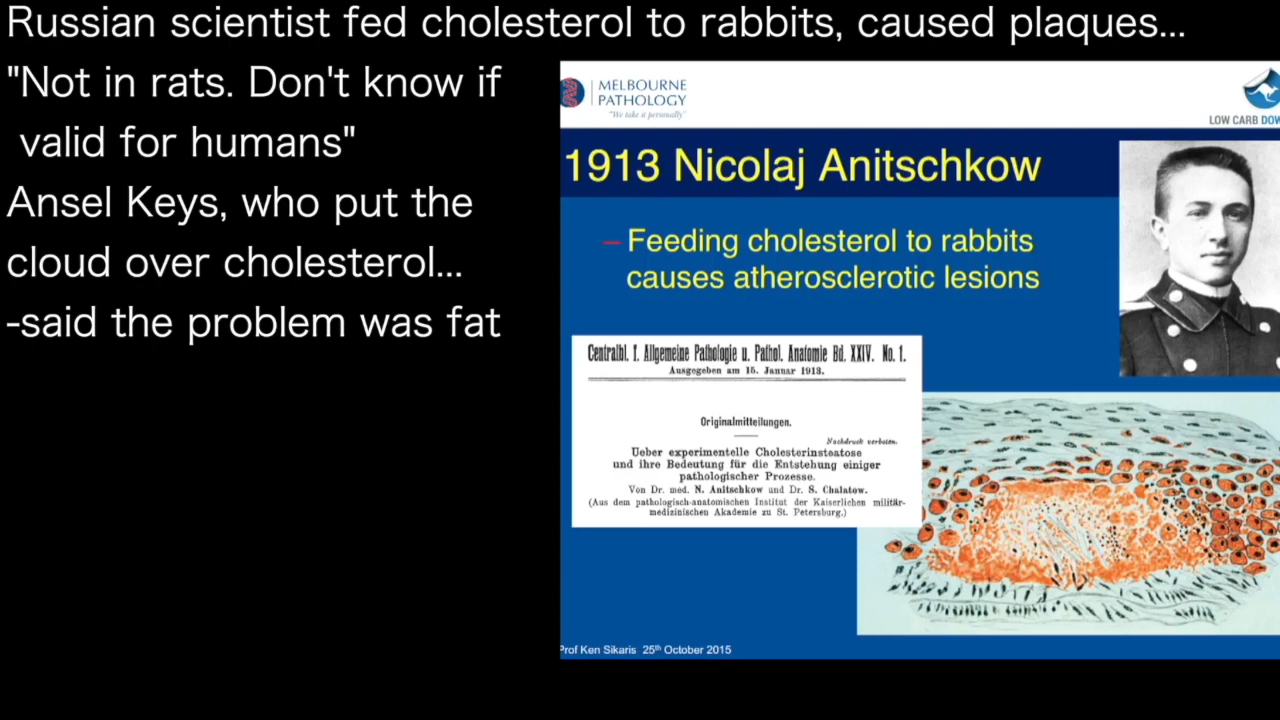 Russian scientist fed cholesterol to rabbits, caused plaques...
"Not in rats. Don't know if
valid for humans"
Ansel Keys, who put the
cloud over cholesterol...
-said the problem was fat
MELBOURNE
PATHOLOGY
"We take it personally"
LOW CARB DOW
1913 Nicolaj Anitschkow
– Feeding cholesterol to rabbits
causes atherosclerotic lesions
Centralbl. f. Allgemeine Pathologie u. Pathol. Anatomie Bd. XXIV. No. 1.
Ausgegeben am 15. Januar 1913.
Originalmitteilungen.
Nachdruck verboten.
Ueber experimentelle Cholesterinsteatose
und ihre Bedeutung für die Entstehung einiger
pathologischer Prozesse.
Von Dr. med. N. Anitschkow und Dr. S. Chalatow.
(Aus dem pathologisch-anatomischen Institut der Kaiserlichen militär-
medizinischen Akademie zu St. Petersburg.)
Prof Ken Sikaris 25th October 2015